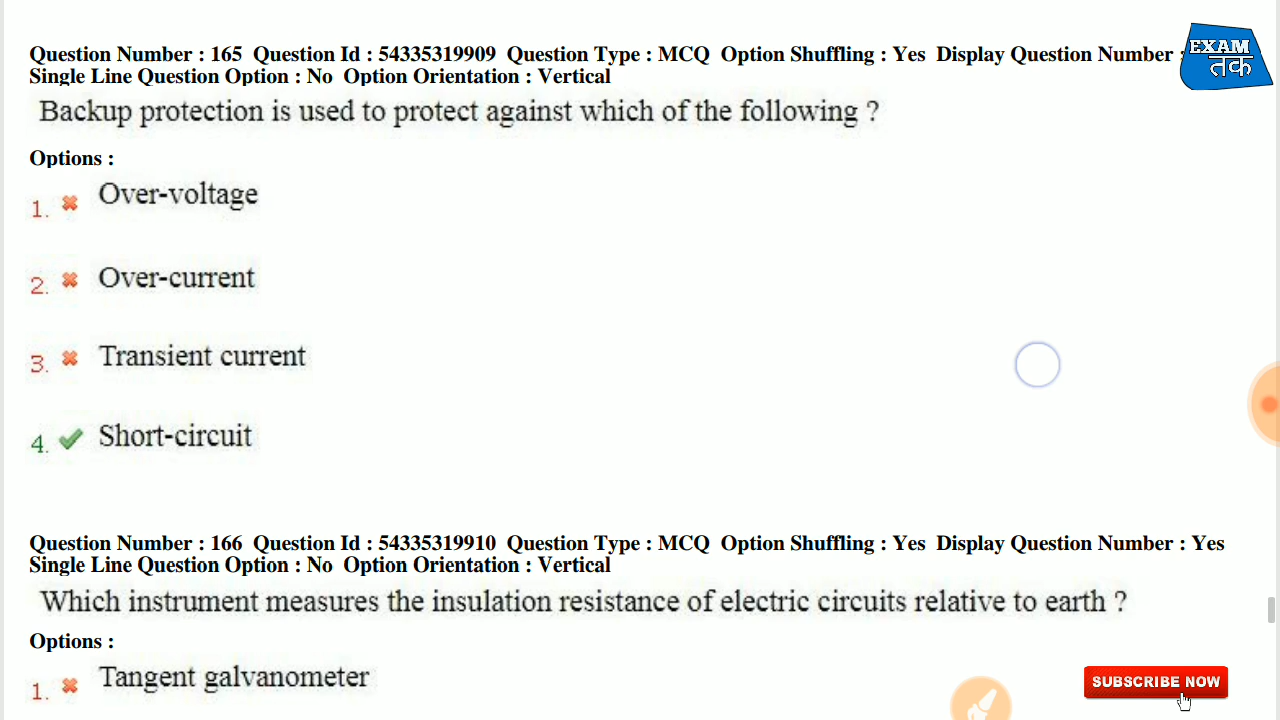 Question Number : 165 Question Id : 54335319909 Question Type : MCQ Option Shuffling : Yes Display Question Number :
EXAM
तक
Single Line Question Option : No Option Orientation : Vertical
Backup protection is used to protect against which of the following ?
Options :
1. Over-voltage
2. Over-current
3. Transient current
4. Short-circuit
Question Number : 166 Question Id : 54335319910 Question Type : MCQ Option Shuffling : Yes Display Question Number : Yes
Single Line Question Option : No Option Orientation : Vertical
Which instrument measures the insulation resistance of electric circuits relative to earth ?
Options :
1. Tangent galvanometer
SUBSCRIBE NOW